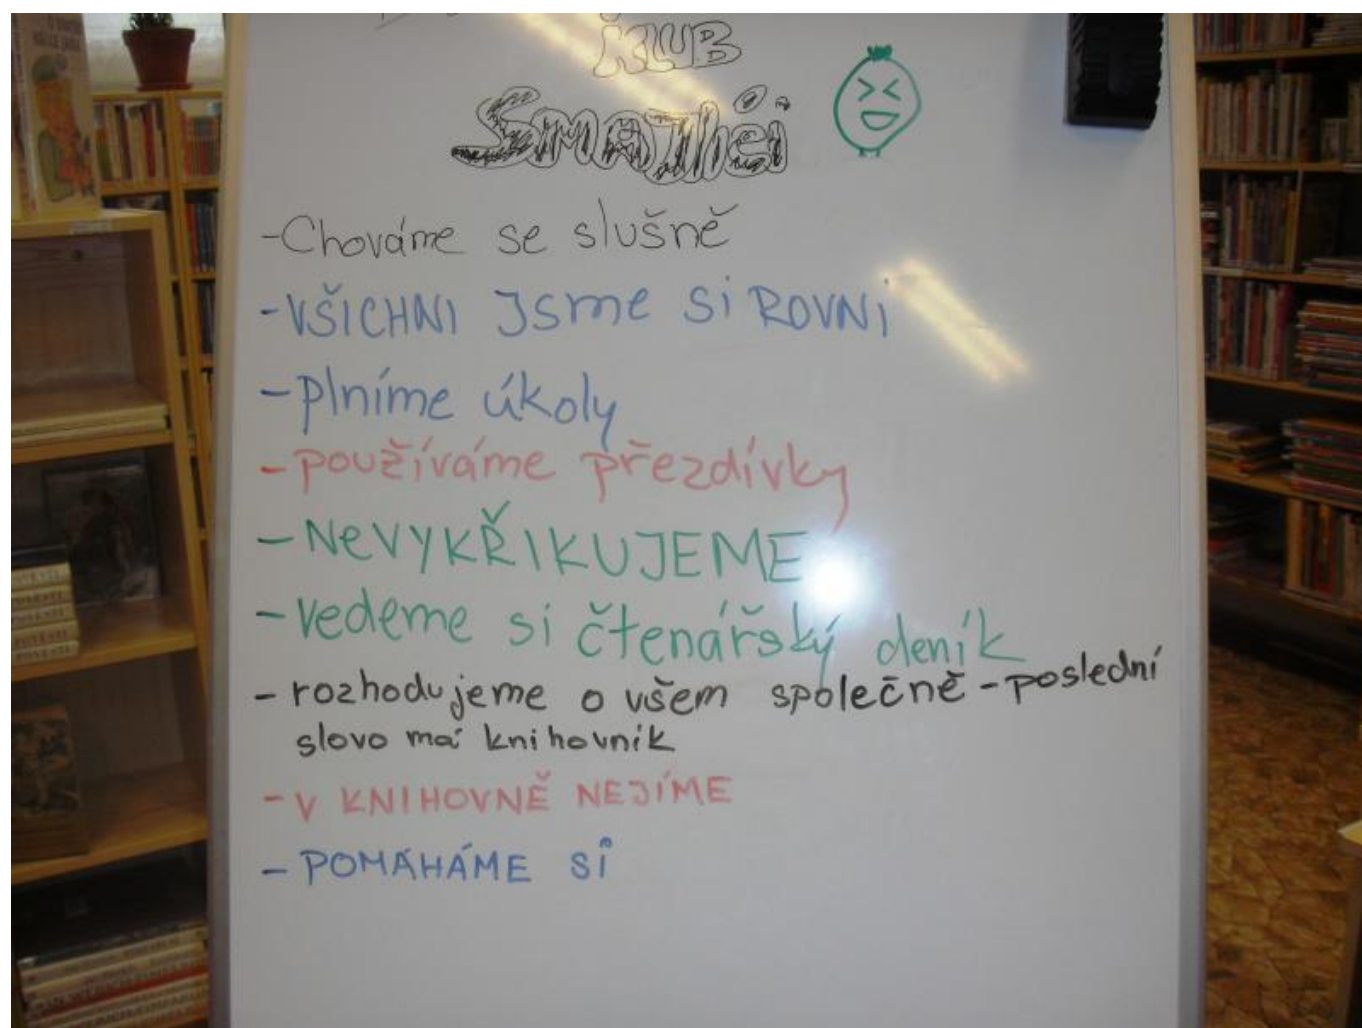 KLUB
- Chováme se slušně
- VŠICHNI JSme Si ROVNi
- plníme úkoly
- používáme přezdívky
- NeVYKŘIKUJEME
- Vedeme si čtenářský deník
- rozhodujeme o všem společně - poslední
slovo má knihovník
- V KNIHOVNĚ NEJÍME
- POMÁHÁME SI